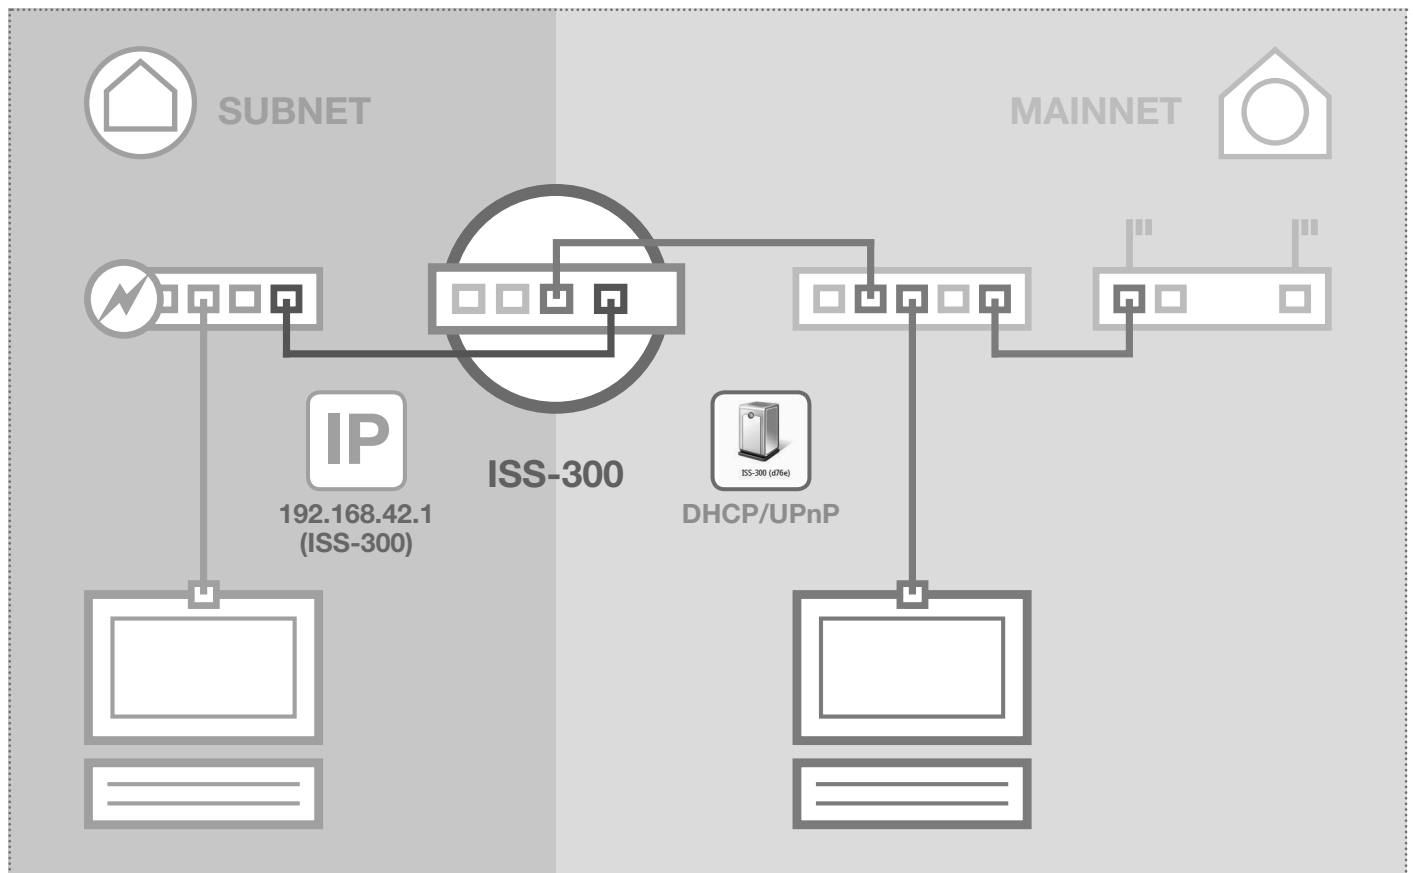 SUBNET
MAINNET
IP
192.168.42.1
(ISS-300)
ISS-300
ISS-300 (d76e)
DHCP/UPnP